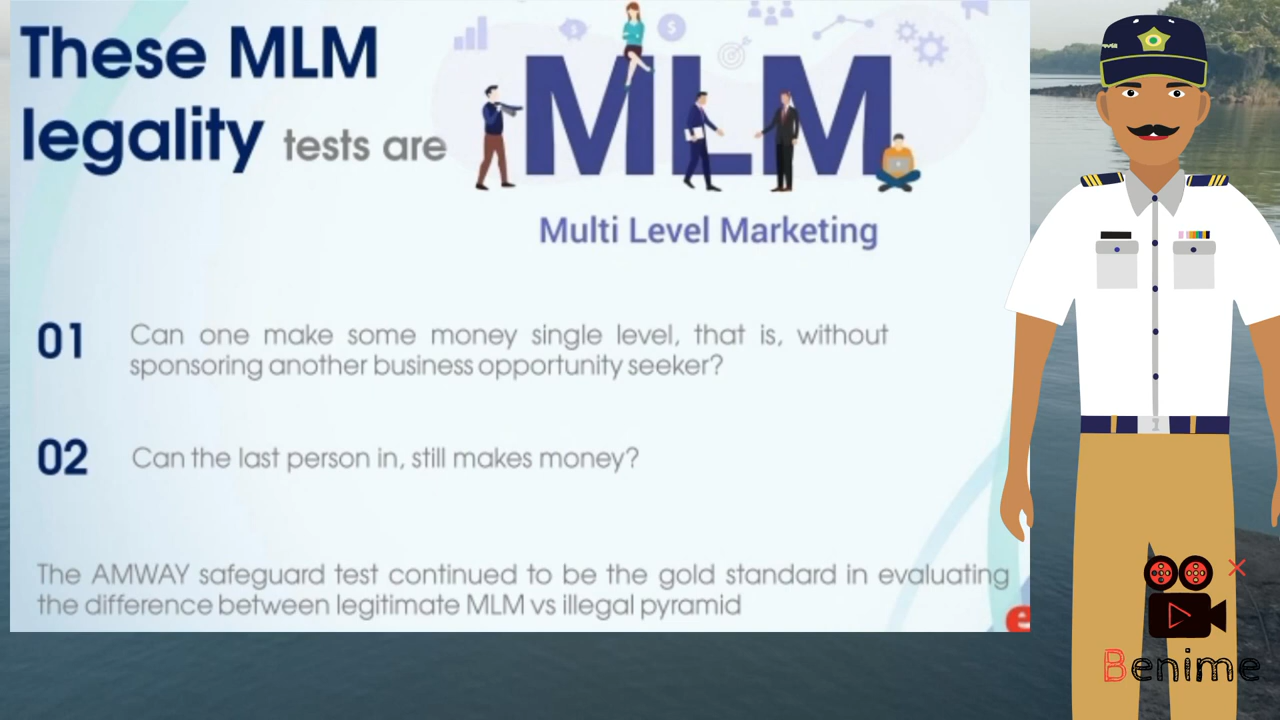 These MLM
legality tests are
MLM
Multi Level Marketing
01 Can one make some money single level, that is, without
sponsoring another business opportunity seeker?
02 Can the last person in, still makes money?
The AMWAY safeguard test continued to be the gold standard in evaluating
the difference between legitimate MLM vs illegal pyramid
e
Benime